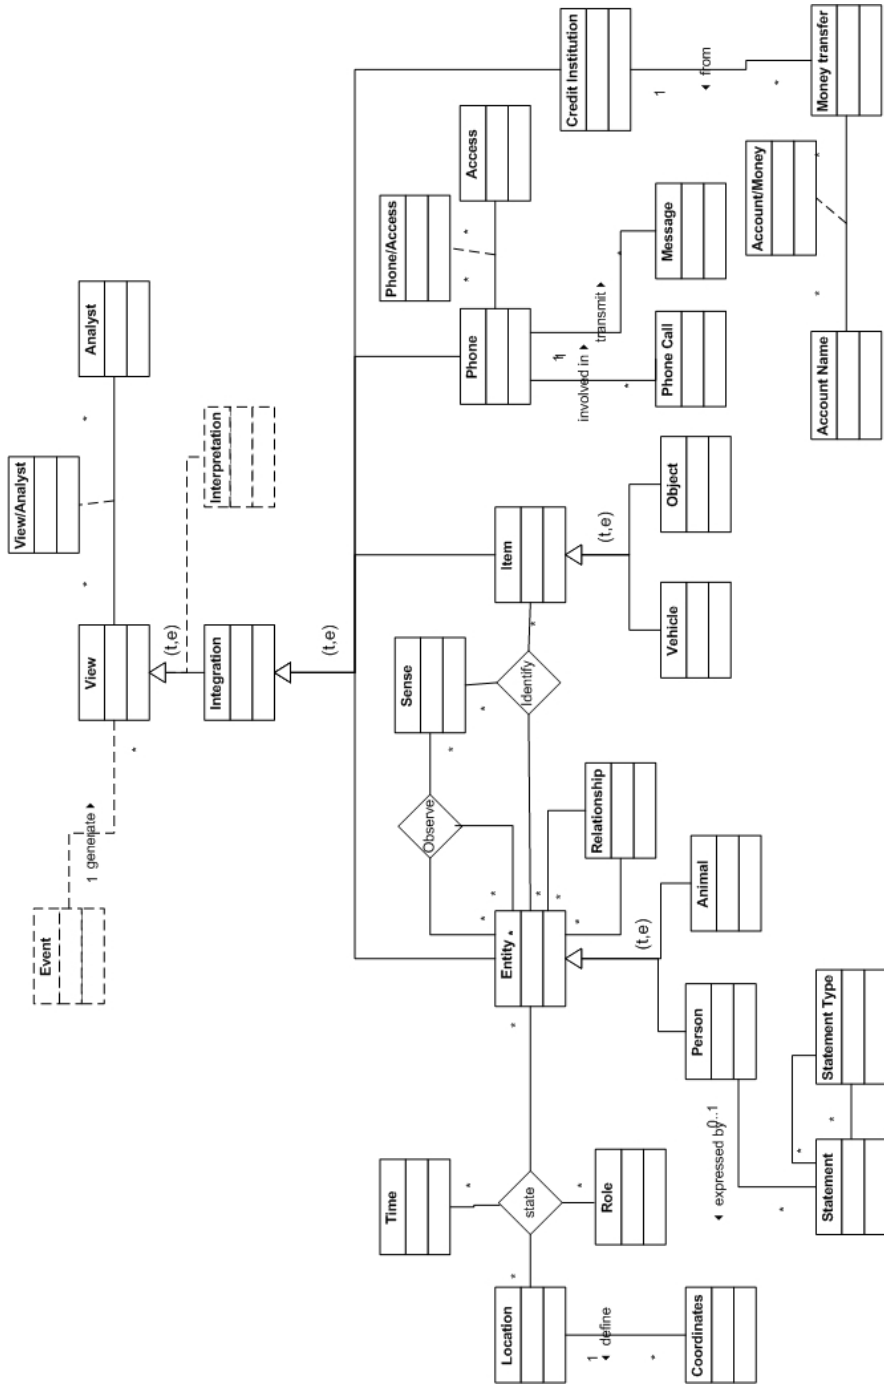 View/Analyst
Event
*
*
1 generate ▶
View
Analyst
*
(t,e)
Integration
Interpretation
(t,e)
Time
Phone/Access
Sense
Observe
*
*
*
*
Phone
Access
*
*
*
Location
Entity
Item
*
*
*
state
Identify
*
*
*
*
*
Credit Institution
1
1
involved in ▶
transmit ▶
(t,e)
*
*
Role
Relationship
1
◀ define
*
*
(t,e)
*
Coordinates
Person
Animal
Vehicle
Object
Phone Call
Message
1
◀ from
*
◀ expressed by
0..1
*
Account/Money
*
*
*
*
Statement
Statement Type
Account Name
Money transfer